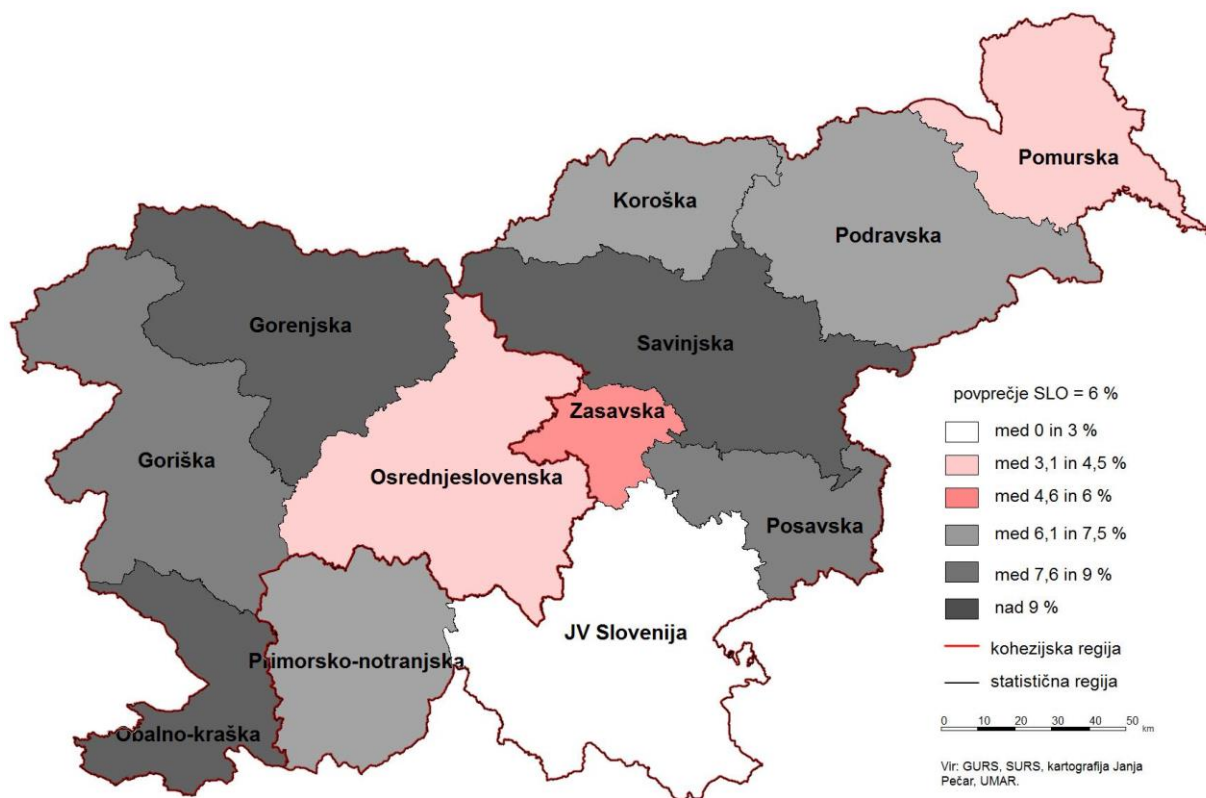 Pomurska
Koroška
Podravska
Gorenjska
Savinjska
Zasavska
Goriška
Osrednjeslovenska
Posavska
JV Slovenija
Primorsko-notranjska
Obalno-kraška
povprečje SLO = 6 %
med 0 in 3 %
med 3,1 in 4,5 %
med 4,6 in 6 %
med 6,1 in 7,5 %
med 7,6 in 9 %
nad 9 %
kohezijska regija
statistična regija
0 10 20 30 40 50
km
Vir: GURS, SURS, kartografija Janja
Pečar, UMAR.